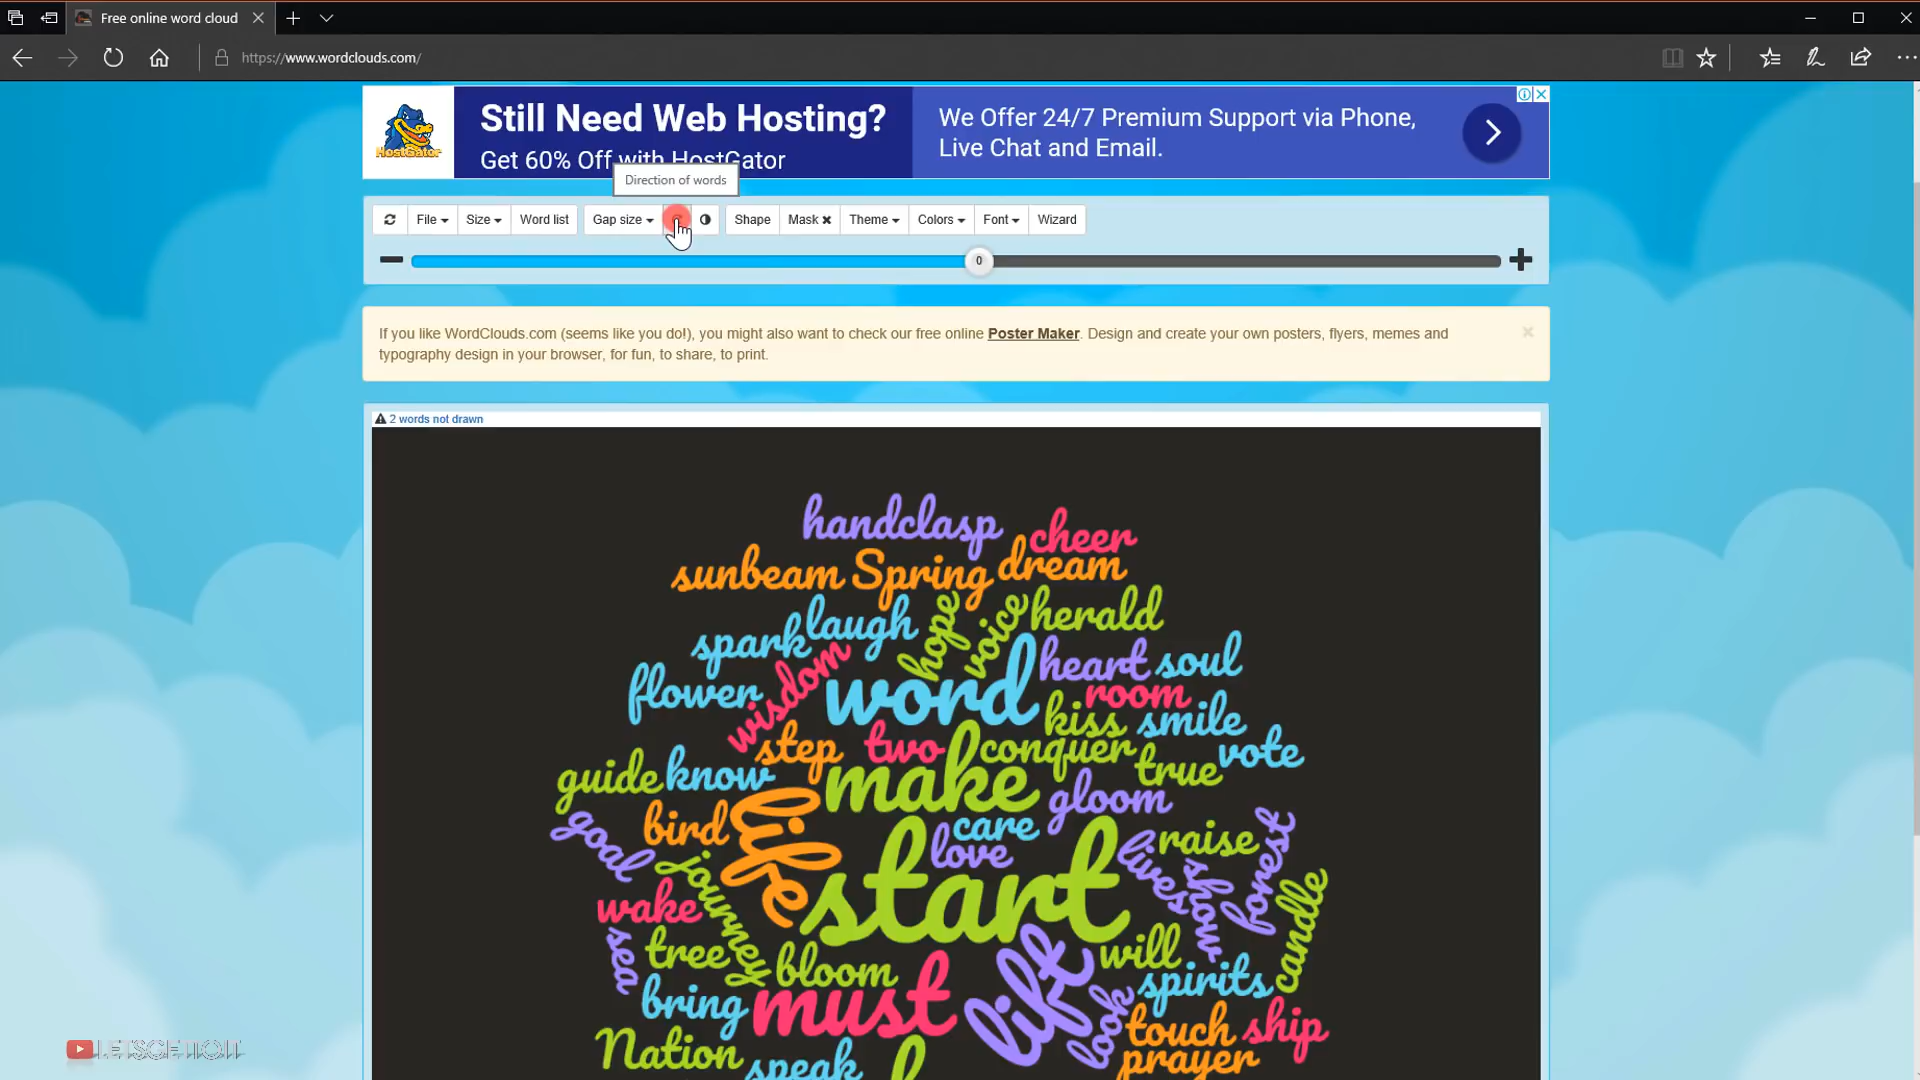 Free online word cloud
https://www.wordclouds.com/
HostGator
Still Need Web Hosting?
Get 60% Off with HostGator
We Offer 24/7 Premium Support via Phone,
Live Chat and Email.
Direction of words
File
Size
Word list
Gap size
Shape
Mask
Theme
Colors
Font
Wizard
0
If you like WordClouds.com (seems like you do!), you might also want to check our free online Poster Maker. Design and create your own posters, flyers, memes and
typography design in your browser, for fun, to share, to print.
2 words not drawn
handclasp
cheer
sunbeam
Spring
dream
hope
voice
herald
spark
laugh
heart
soul
flower
wisdom
word
room
kiss
smile
step
two
conquer
true
vote
guide
know
make
gloom
goal
bird
life
care
love
start
lives
raise
show
forest
candle
wake
journey
sea
tree
bloom
will
spirits
bring
must
lift
look
touch
ship
Nation
speak
prayer
LETSGETTOIT